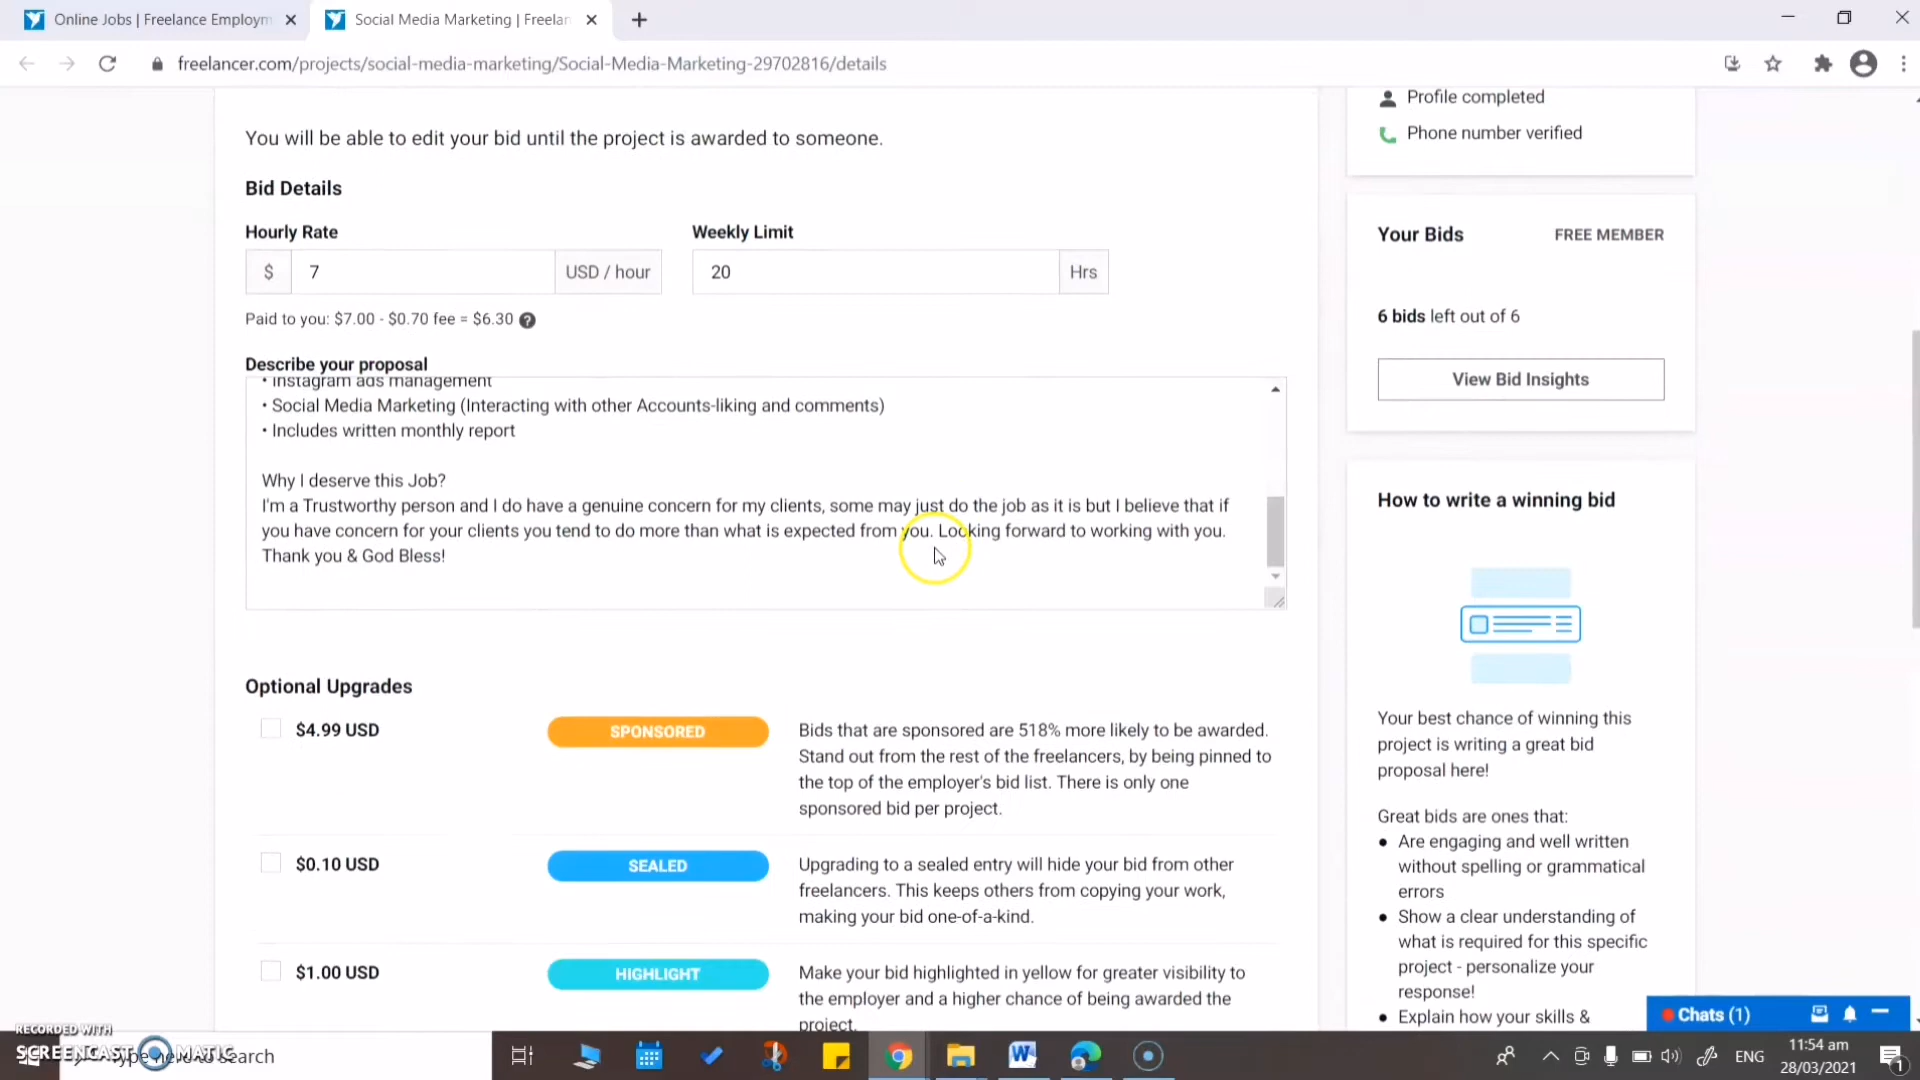 Online Jobs | Freelance Employm
Social Media Marketing | Freelan
freelancer.com/projects/social-media-marketing/Social-Media-Marketing-29702816/details
You will be able to edit your bid until the project is awarded to someone.
Bid Details
Hourly Rate
Weekly Limit
$ 7 USD / hour
20 Hrs
Paid to you: $7.00 - $0.70 fee = $6.30 ?
Describe your proposal
• Instagram ads management
• Social Media Marketing (Interacting with other Accounts-liking and comments)
• Includes written monthly report
Why I deserve this Job?
I'm a Trustworthy person and I do have a genuine concern for my clients, some may just do the job as it is but I believe that if
you have concern for your clients you tend to do more than what is expected from you. Looking forward to working with you.
Thank you & God Bless!
Optional Upgrades
$4.99 USD
SPONSORED
Bids that are sponsored are 518% more likely to be awarded.
Stand out from the rest of the freelancers, by being pinned to
the top of the employer's bid list. There is only one
sponsored bid per project.
$0.10 USD
SEALED
Upgrading to a sealed entry will hide your bid from other
freelancers. This keeps others from copying your work,
making your bid one-of-a-kind.
$1.00 USD
HIGHLIGHT
Make your bid highlighted in yellow for greater visibility to
the employer and a higher chance of being awarded the
project.
Profile completed
Phone number verified
Your Bids
FREE MEMBER
6 bids left out of 6
View Bid Insights
How to write a winning bid
Your best chance of winning this
project is writing a great bid
proposal here!
Great bids are ones that:
• Are engaging and well written
without spelling or grammatical
errors
• Show a clear understanding of
what is required for this specific
project - personalize your
response!
• Explain how your skills &
Chats (1)
RECORDED WITH
SCREENCAST MATIC
Type here to search
ENG
11:54 am
28/03/2021
1